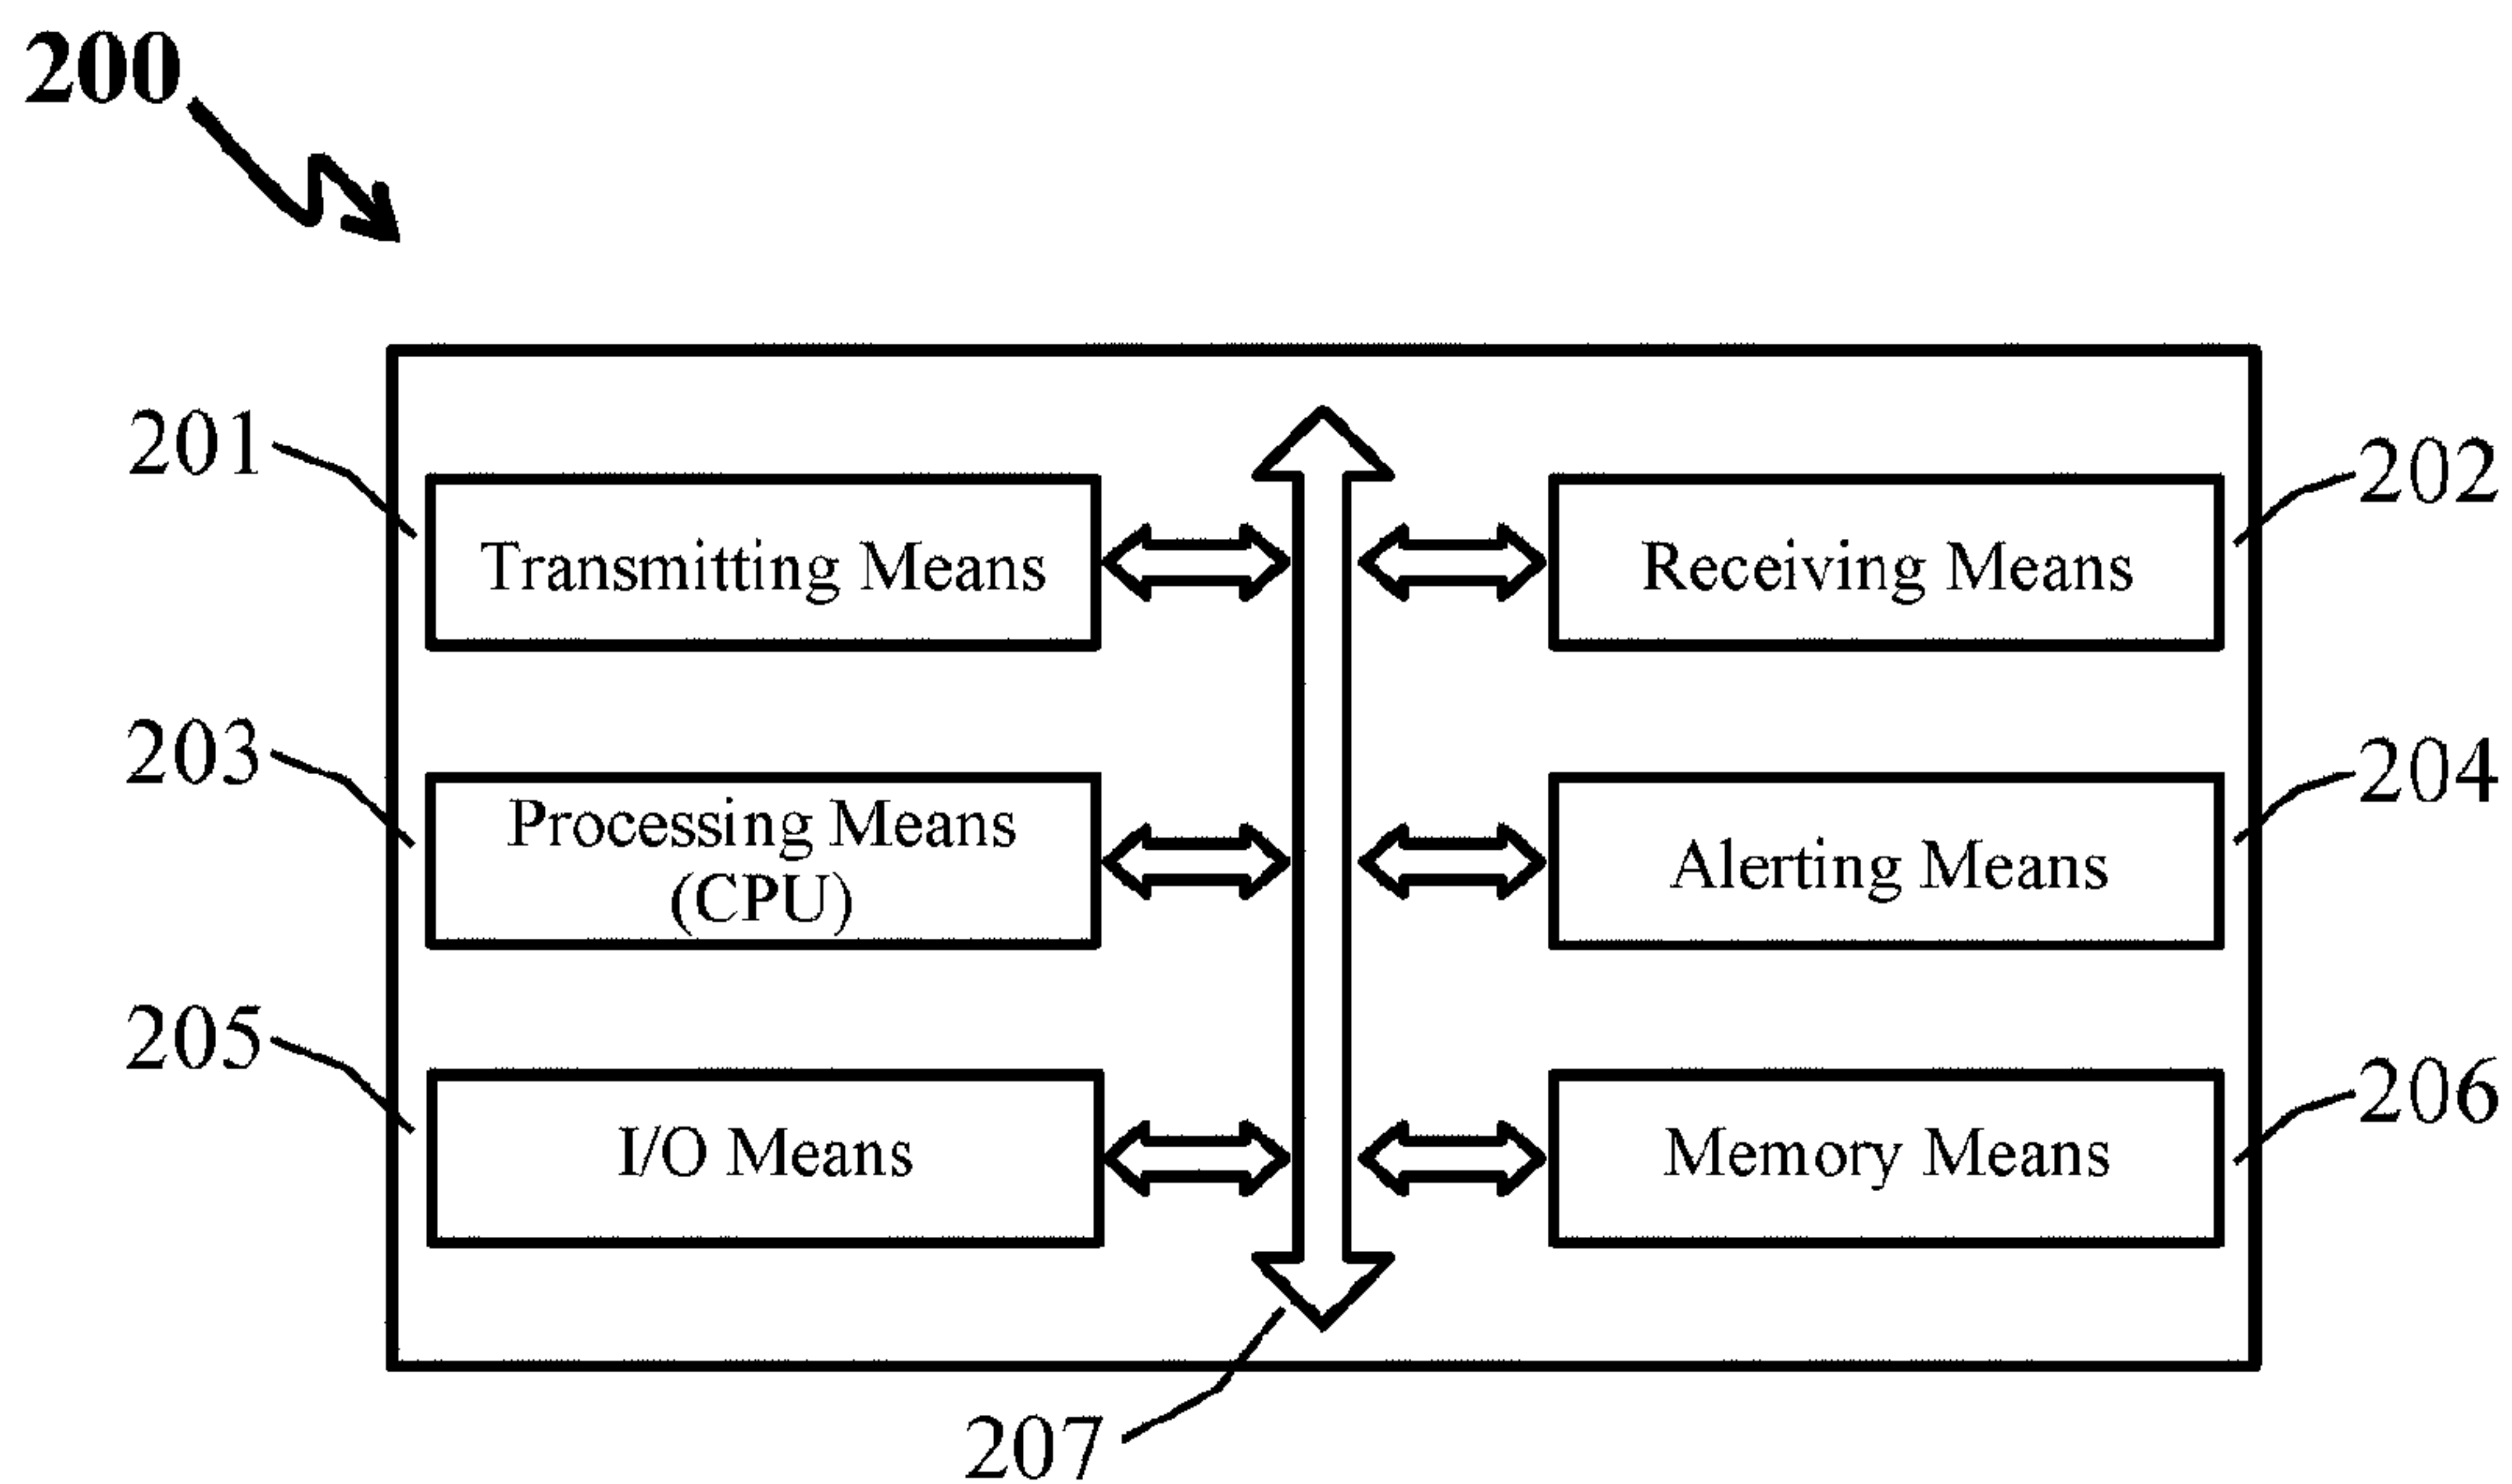 200
201
Transmitting Means
Receiving Means
202
203
Processing Means
(CPU)
Alerting Means
204
205
I/O Means
Memory Means
206
207